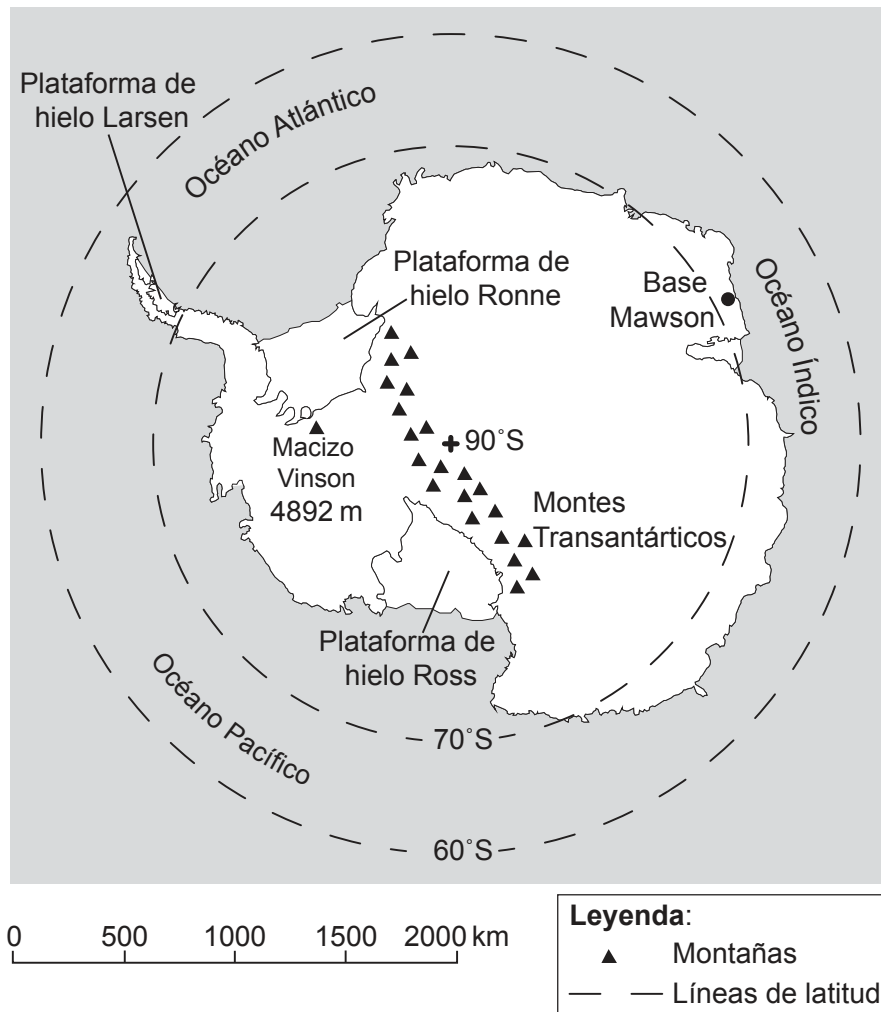 Plataforma de
hielo Larsen
Océano Atlántico
Plataforma de
hielo Ronne
Base
Mawson
Océano Índico
90°S
Macizo
Vinson
4892 m
Montes
Transantárticos
Plataforma de
hielo Ross
Océano Pacífico
70°S
60°S
0 500 1000 1500 2000 km
Leyenda:
Montañas
Líneas de latitud